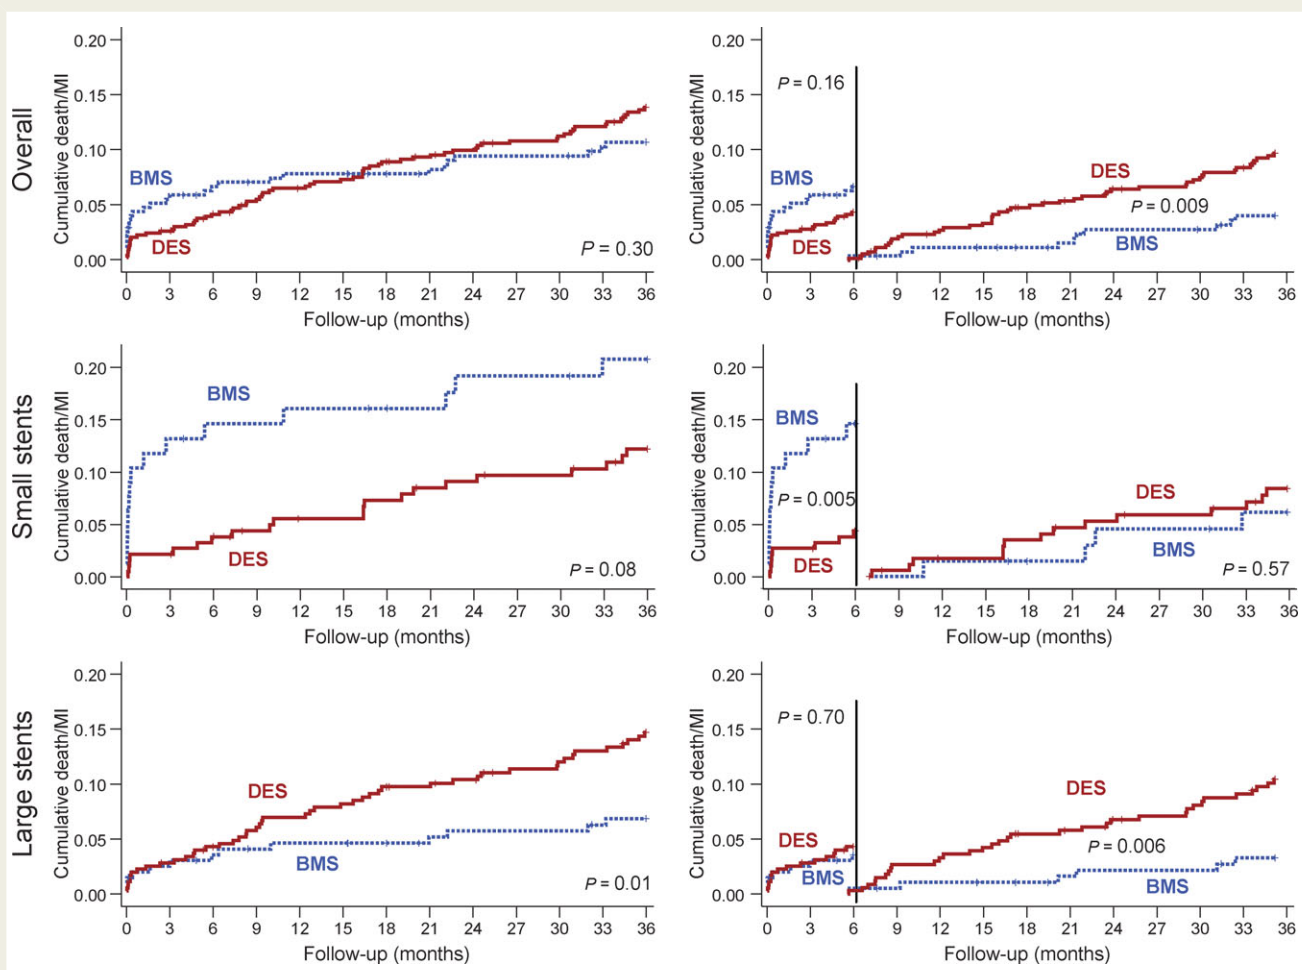 Overall
Cumulative death/MI
0.20
0.15
0.10
0.05
0.00
BMS
DES
P = 0.30
0 3 6 9 12 15 18 21 24 27 30 33 36
Follow-up (months)
Cumulative death/MI
0.20
0.15
0.10
0.05
0.00
P = 0.16
BMS
DES
DES
P = 0.009
BMS
0 3 6 9 12 15 18 21 24 27 30 33 36
Follow-up (months)
Small stents
Cumulative death/MI
0.20
0.15
0.10
0.05
0.00
BMS
DES
P = 0.08
0 3 6 9 12 15 18 21 24 27 30 33 36
Follow-up (months)
Cumulative death/MI
0.20
0.15
0.10
0.05
0.00
BMS
P = 0.005
DES
DES
BMS
P = 0.57
0 3 6 9 12 15 18 21 24 27 30 33 36
Follow-up (months)
Large stents
Cumulative death/MI
0.20
0.15
0.10
0.05
0.00
DES
BMS
P = 0.01
0 3 6 9 12 15 18 21 24 27 30 33 36
Follow-up (months)
Cumulative death/MI
0.20
0.15
0.10
0.05
0.00
P = 0.70
DES
BMS
DES
P = 0.006
BMS
0 3 6 9 12 15 18 21 24 27 30 33 36
Follow-up (months)